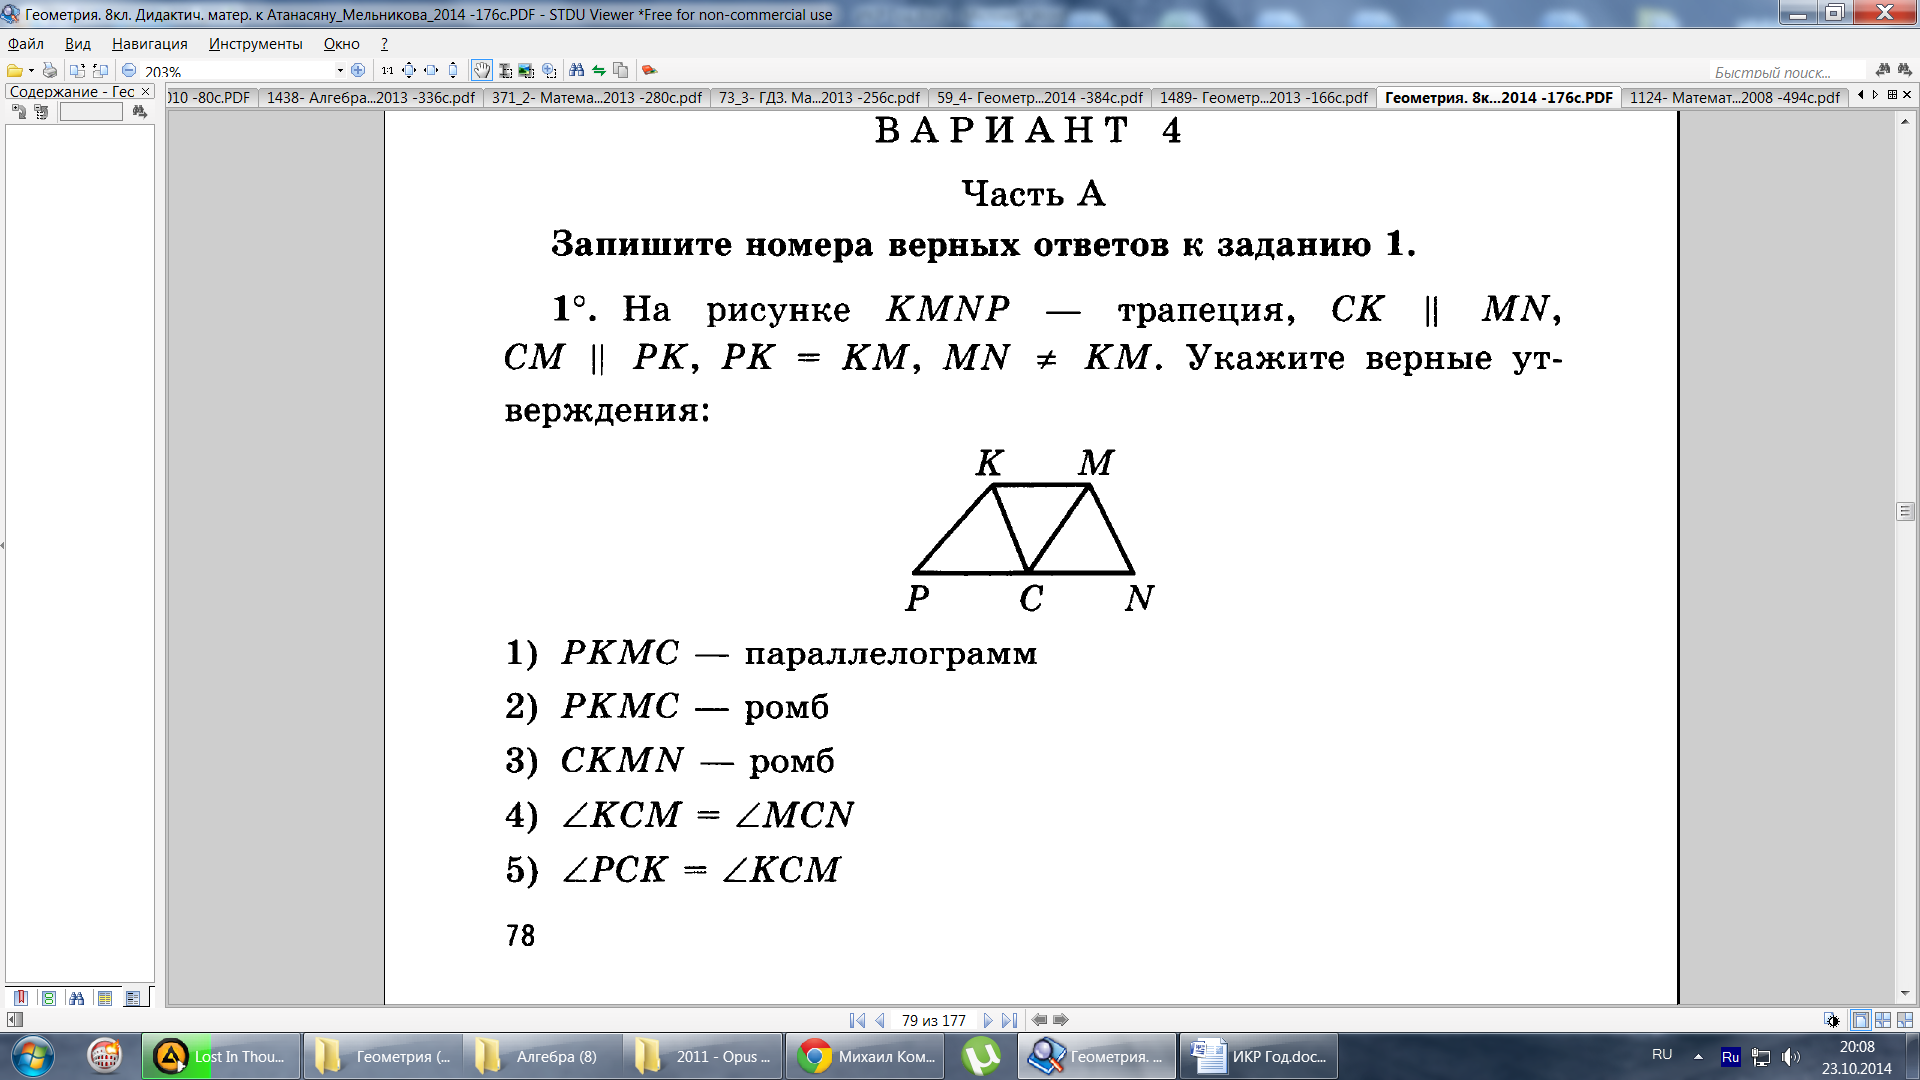 Геометрия. 8кл. Дидактич. матер. к Атанасяну_Мельникова_2014 -176с.PDF - STDU Viewer *Free for non-commercial use
Файл Вид Навигация Инструменты Окно ?
203%
1:1
Быстрый поиск...
Содержание - Гес
010 -80с.PDF
1438- Алгебра...2013 -336с.pdf
371_2- Матема...2013 -280с.pdf
73_3- ГДЗ. Ма...2013 -256с.pdf
59_4- Геометр...2014 -384с.pdf
1489- Геометр...2013 -166с.pdf
Геометрия. 8к...2014 -176с.PDF
1124- Математ...2008 -494с.pdf
ВАРИАНТ 4
Часть А
Запишите номера верных ответов к заданию 1.
1°. На рисунке KMNP — трапеция, CK || MN,
CM || PK, PK = KM, MN ≠ KM. Укажите верные ут-
верждения:
K M
P C N
1) PKMC — параллелограмм
2) PKMC — ромб
3) CKMN — ромб
4) ∠KCM = ∠MCN
5) ∠PCK = ∠KCM
78
79 из 177
Lost In Thou...
Геометрия (...
Алгебра (8)
2011 - Opus ...
Михаил Ком...
Геометрия. ...
ИКР Год.doc...
RU
Ru
20:08
23.10.2014